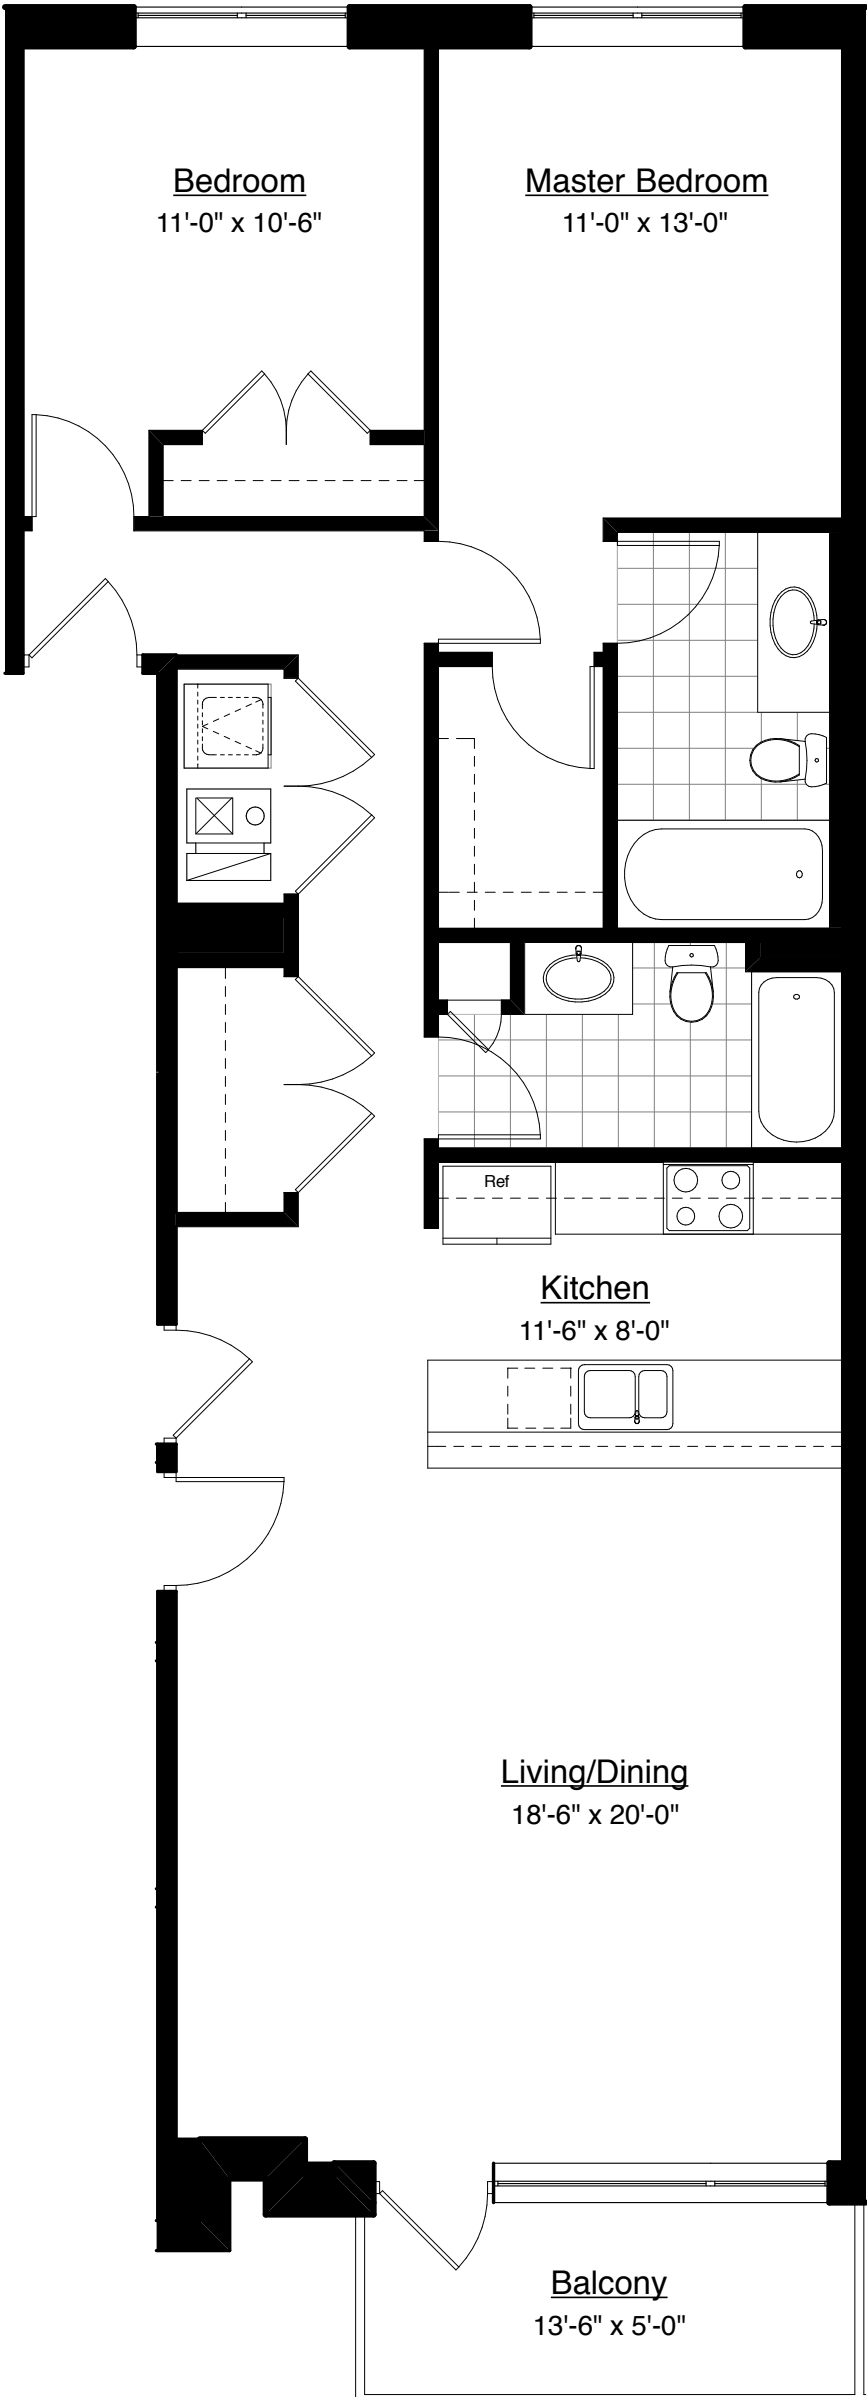 Bedroom
11'-0" x 10'-6"
Master Bedroom
11'-0" x 13'-0"
Ref
Kitchen
11'-6" x 8'-0"
Living/Dining
18'-6" x 20'-0"
Balcony
13'-6" x 5'-0"